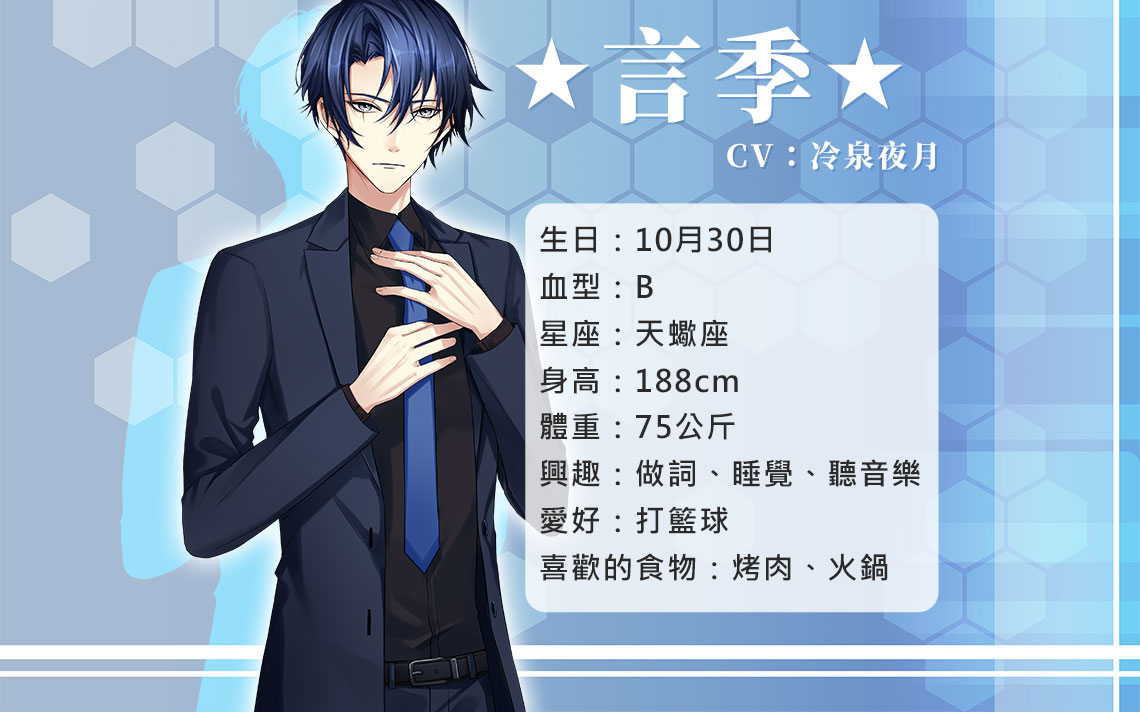 ★言季★
CV：冷泉夜月
生日：10月30日
血型：B
星座：天蠍座
身高：188cm
體重：75公斤
興趣：做詞、睡覺、聽音樂
愛好：打籃球
喜歡的食物：烤肉、火鍋